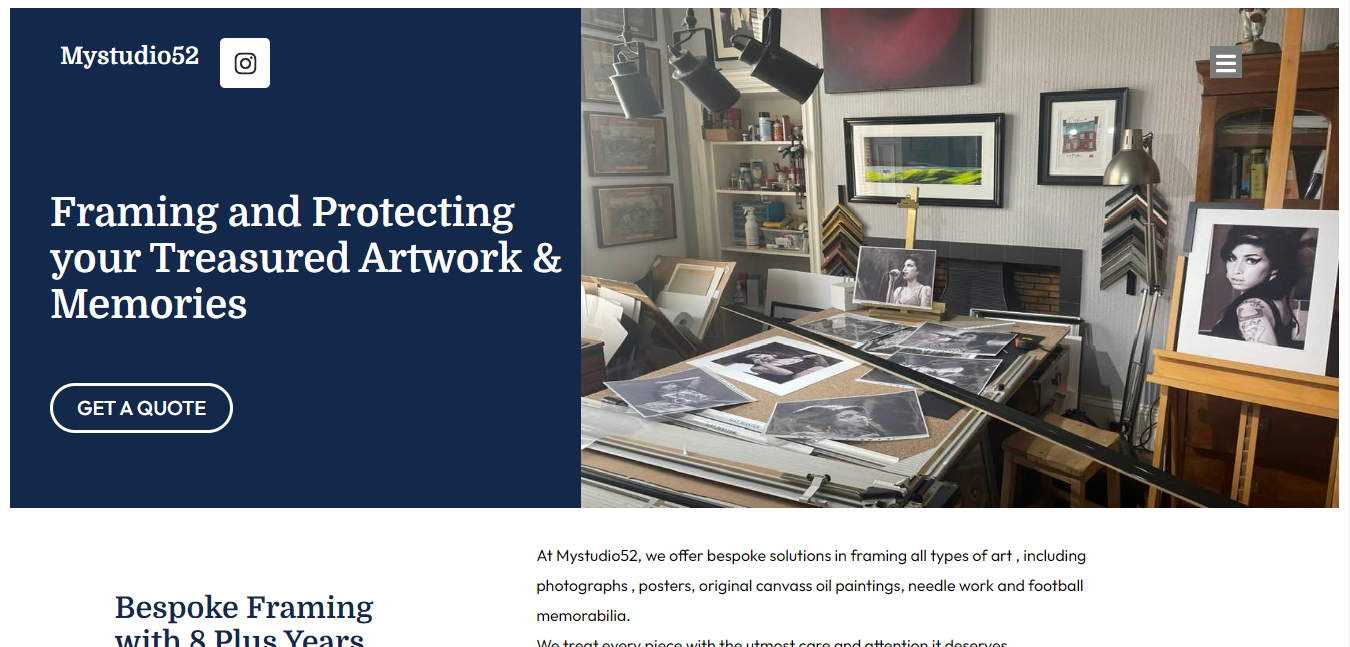 Mystudio52
Framing and Protecting
your Treasured Artwork &
Memories
GET A QUOTE
At Mystudio52, we offer bespoke solutions in framing all types of art , including
photographs , posters, original canvass oil paintings, needle work and football
memorabilia.
We treat every piece with the utmost care and attention it deserves
Bespoke Framing
with 8 Plus Years